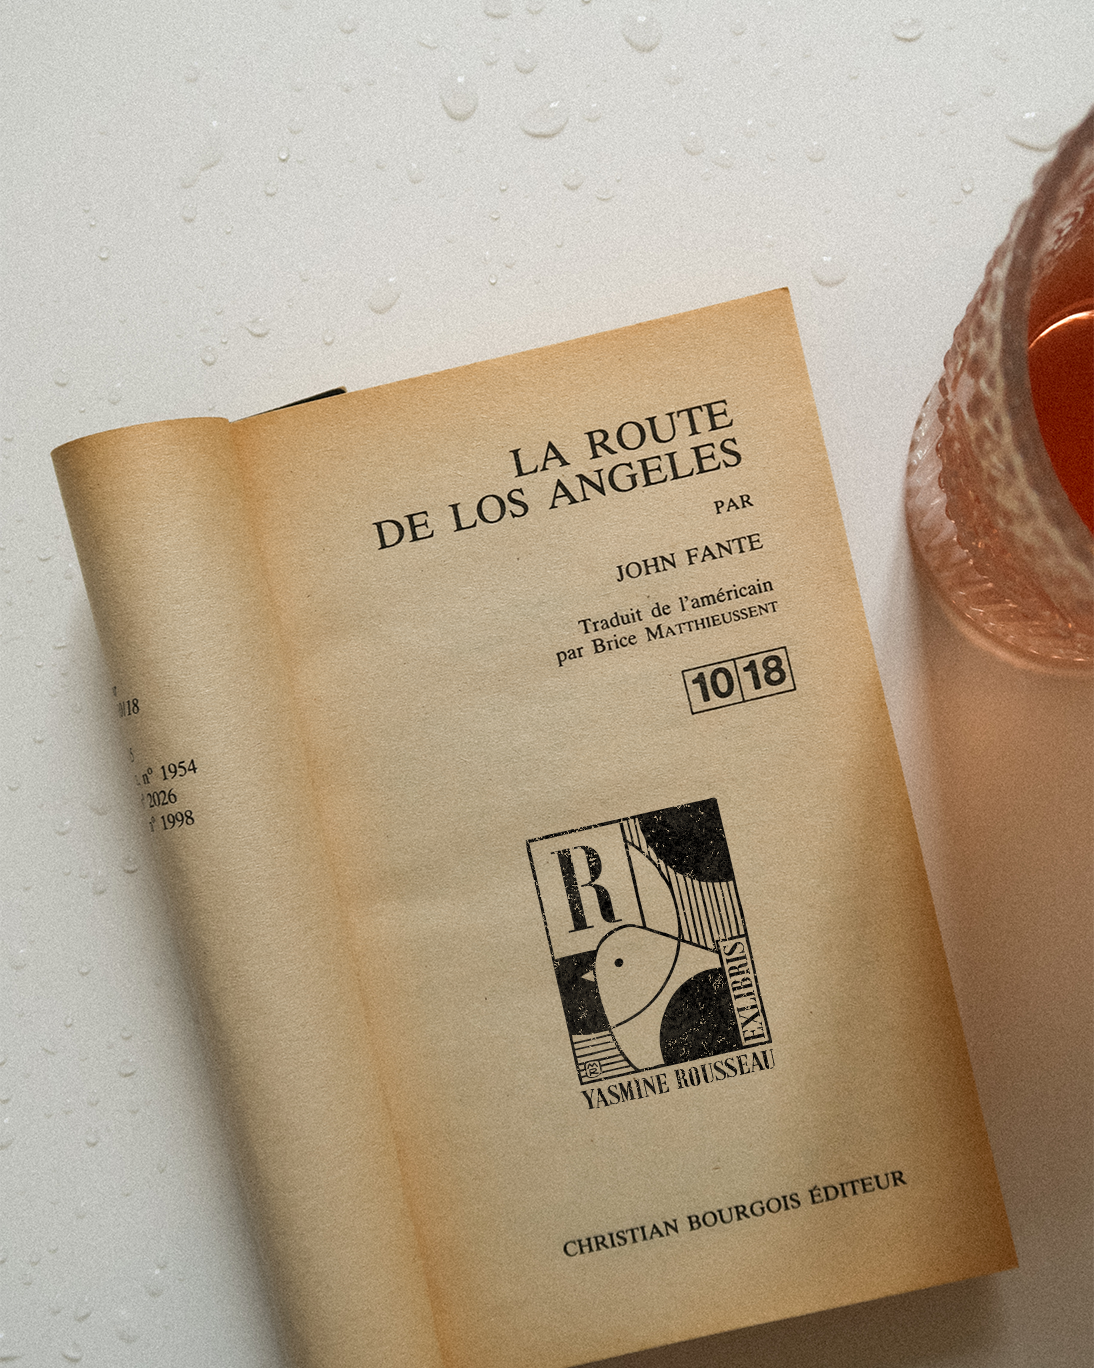 18
n° 1954
2026
1998
LA ROUTE
DE LOS ANGELES
PAR
JOHN FANTE
Traduit de l'américain
par Brice MATTHIEUSSENT
10 18
R
EXLIBRIS
YASMINE ROUSSEAU
CHRISTIAN BOURGOIS ÉDITEUR